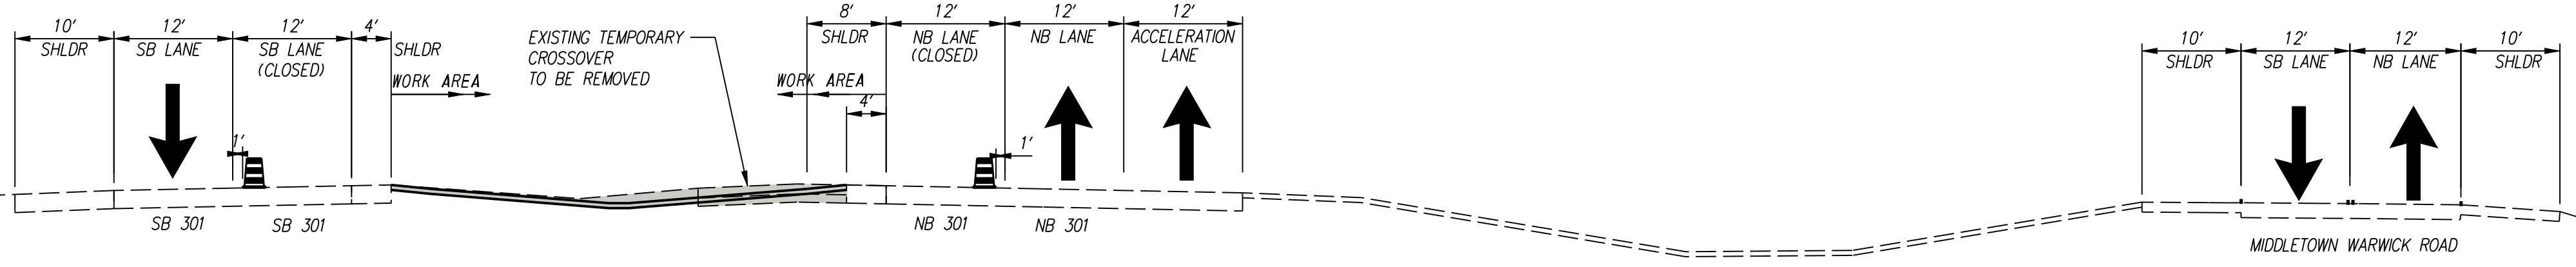 10' 12' 12' 4'
SHLDR SB LANE SB LANE SHLDR
(CLOSED)
WORK AREA
1'
EXISTING TEMPORARY
CROSSOVER
TO BE REMOVED
8' 12' 12' 12'
SHLDR NB LANE NB LANE ACCELERATION
(CLOSED) LANE
WORK AREA
4'
1'
10' 12' 12' 10'
SHLDR SB LANE NB LANE SHLDR
SB 301 SB 301
NB 301 NB 301
MIDDLETOWN WARWICK ROAD